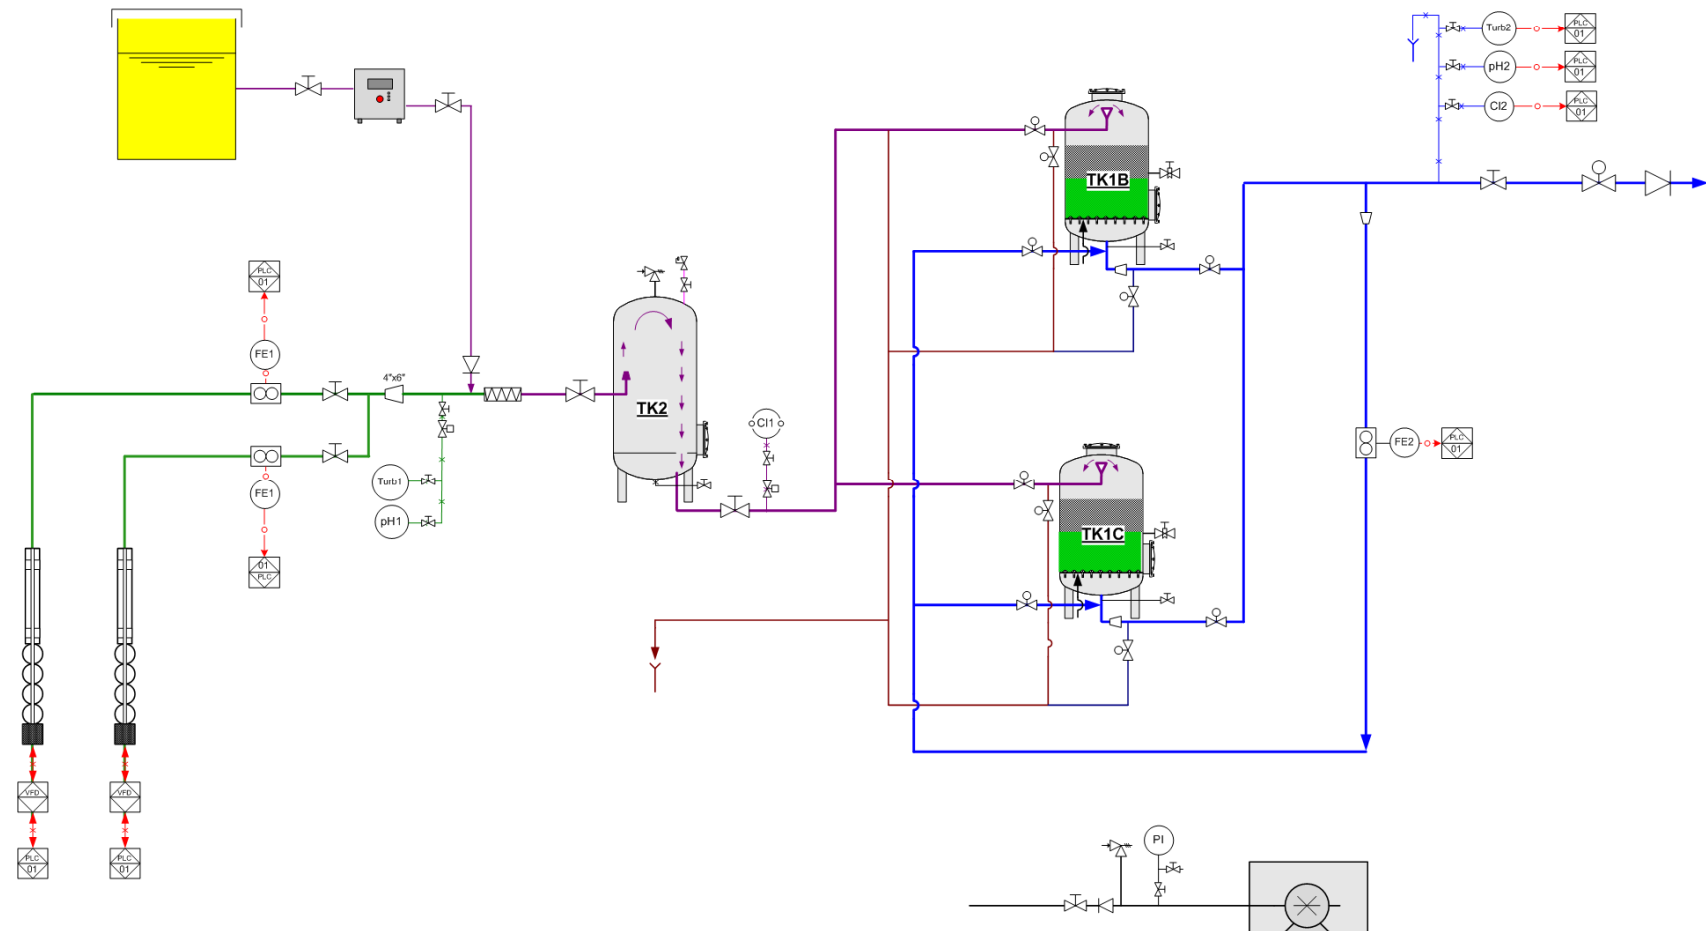 Turb2
PLC
01
pH2
PLC
01
Cl2
PLC
01
TK1B
PLC
01
FE1
4"x6"
TK2
Cl1
FE2
PLC
01
FE1
Turb1
pH1
TK1C
01
PLC
VFD
VFD
PLC
01
PLC
01
PI